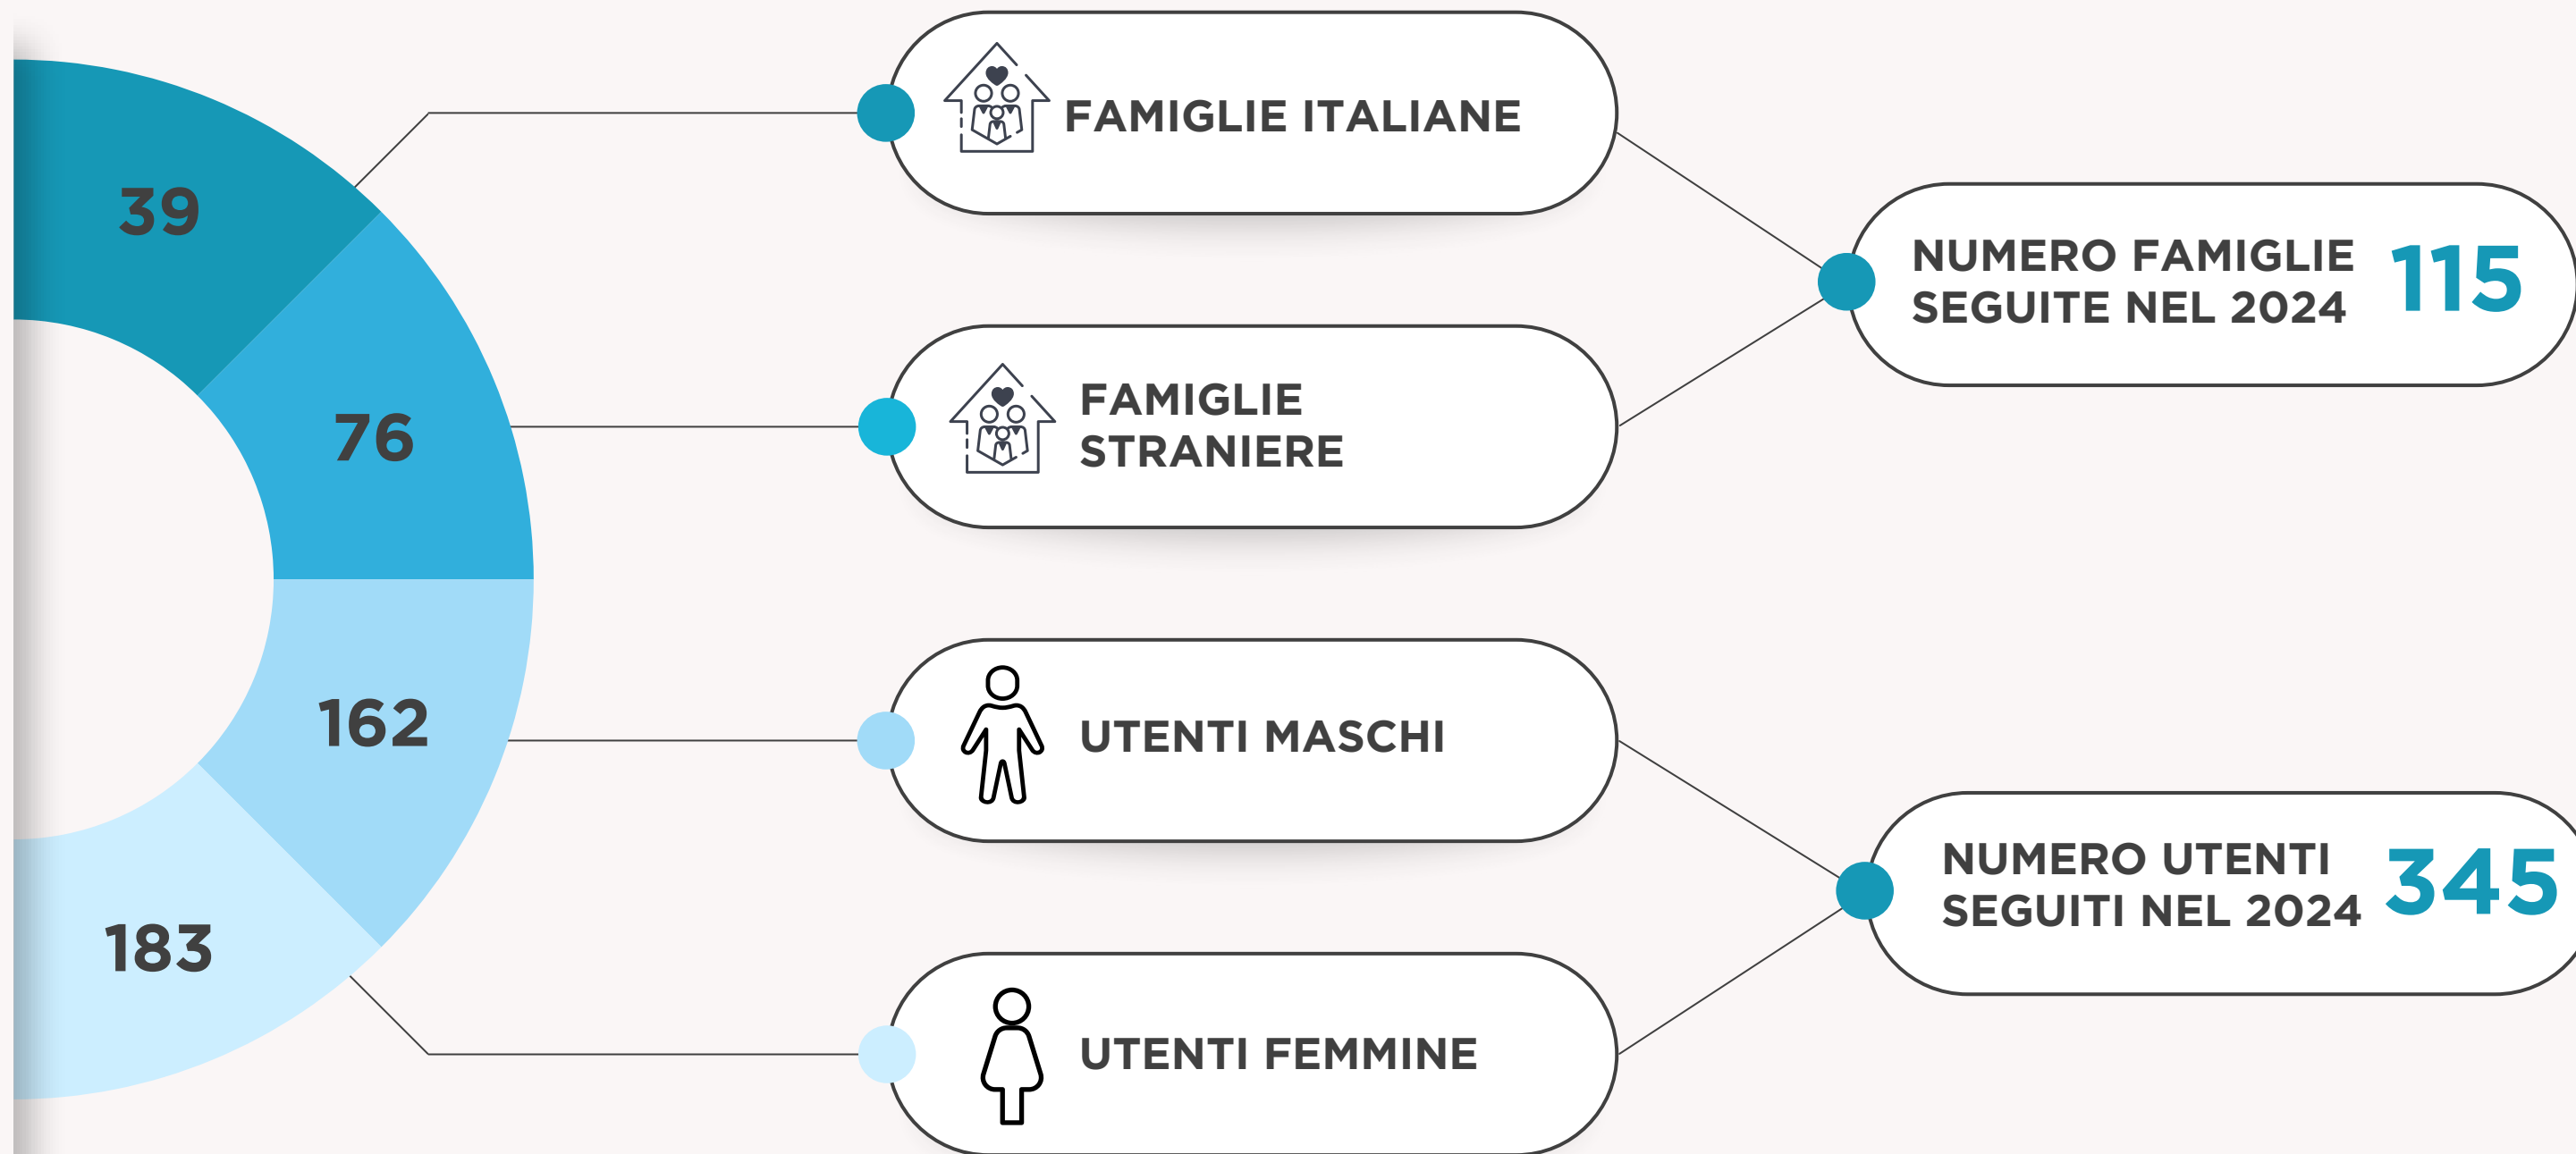 39
FAMIGLIE ITALIANE
76
FAMIGLIE
STRANIERE
NUMERO FAMIGLIE
SEGUITE NEL 2024
115
162
UTENTI MASCHI
183
UTENTI FEMMINE
NUMERO UTENTI
SEGUITI NEL 2024
345